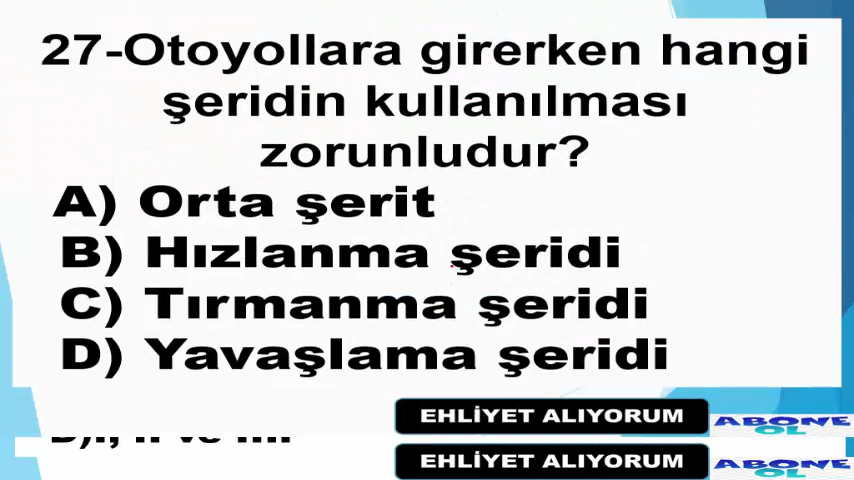 27-Otoyollara girerken hangi
şeridin kullanılması
zorunludur?
A) Orta şerit
B) Hızlanma şeridi
C) Tırmanma şeridi
D) Yavaşlama şeridi
EHLİYET ALIYORUM
ABONE
OL
EHLİYET ALIYORUM
ABONE
OL